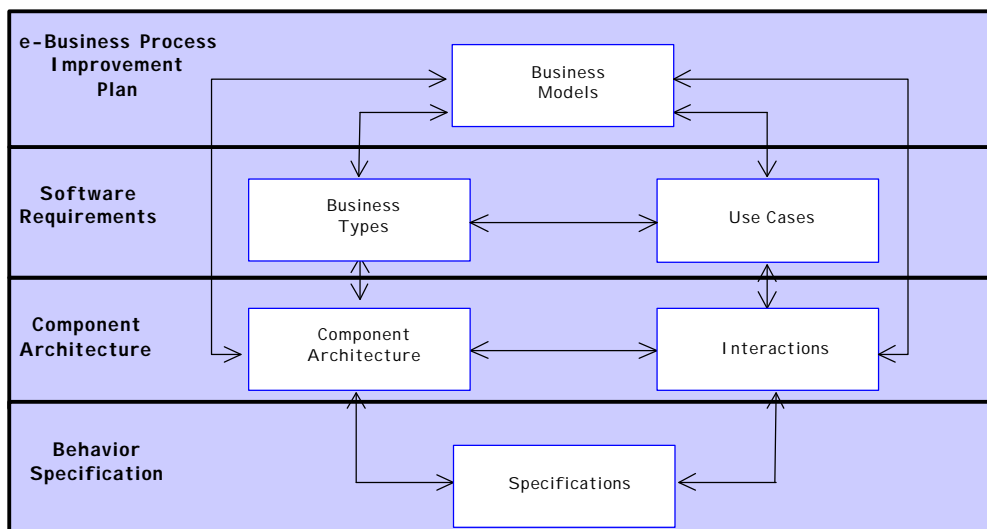 e-Business Process
Improvement
Plan
Business
Models
Software
Requirements
Business
Types
Use Cases
Component
Architecture
Component
Architecture
Interactions
Behavior
Specification
Specifications